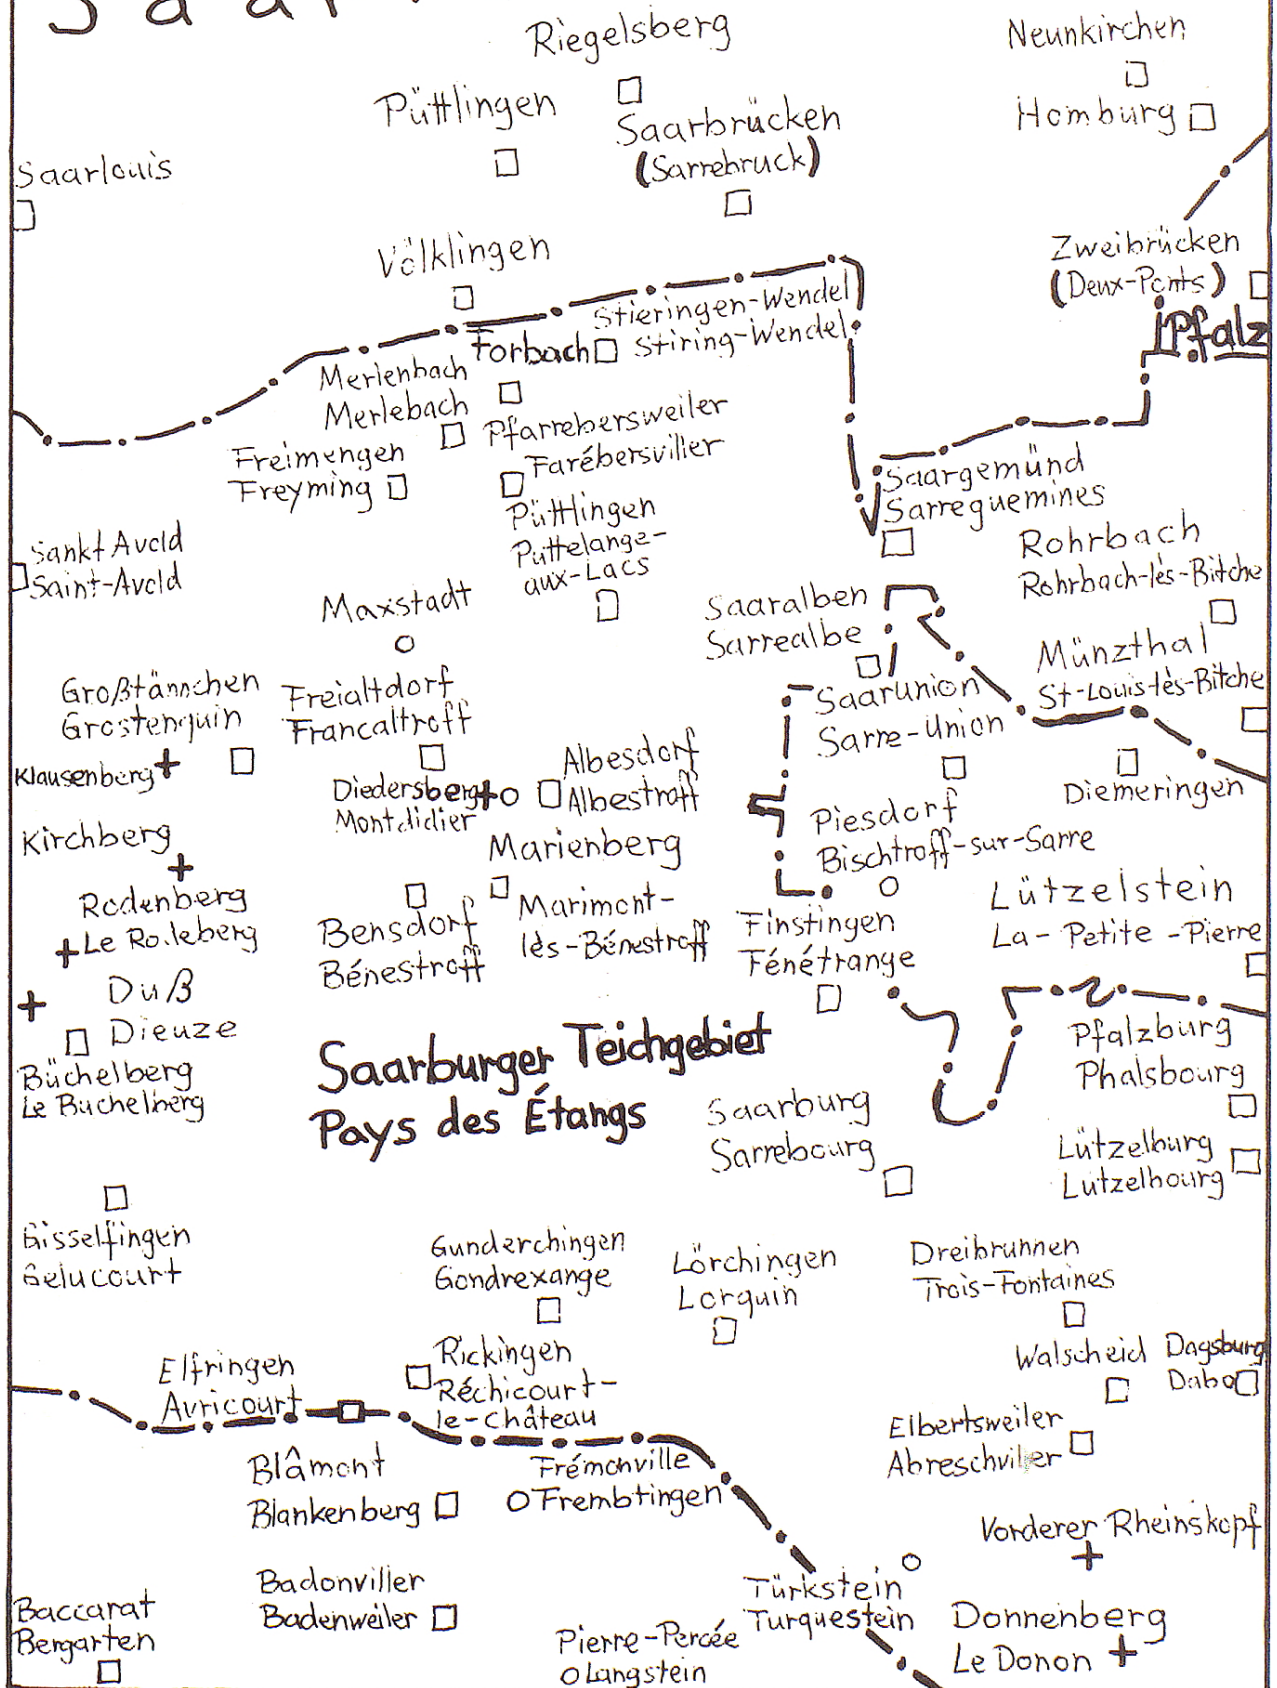 Riegelsberg
Neunkirchen
Püttlingen
Homburg
Saarbrücken
(Sarrebruck)
Saarlouis
Völklingen
Zweibrücken
(Deux-Ponts)
Pfalz
Stieringen-Wendel
Stiring-Wendel
Forbach
Merlenbach
Merlebach
Pfarrebersweiler
Farébersviller
Freimengen
Freyming
Saargemünd
Sarreguemines
Püttlingen
Puttelange-
aux-Lacs
Sankt Avold
Saint-Avold
Rohrbach
Rohrbach-lès-Bitche
Maxstadt
Saaralben
Sarrealbe
Münzthal
St-Louis-lès-Bitche
Großtännchen
Grostenquin
Freialtdorf
Francaltroff
Saarunion
Sarre-Union
Klausenberg
Albesdorf
Albestroff
Diedersberg
Montdidier
Diemeringen
Piesdorf
Bischtroff-sur-Sarre
Kirchberg
Marienberg
Marimont-
lès-Bénestroff
Rodenberg
Le Rodeberg
Bensdorf
Bénestroff
Finstingen
Fénétrange
Lützelstein
La-Petite-Pierre
Duß
Dieuze
Büchelberg
Le Buchelberg
Saarburger Teichgebiet
Pays des Étangs
Pfalzburg
Phalsbourg
Saarburg
Sarrebourg
Lützelburg
Lutzelbourg
Gisselfingen
Gelucourt
Gunderchingen
Gondrexange
Lörchingen
Lorquin
Dreibrunnen
Trois-Fontaines
Walscheid
Dagsburg
Dabo
Elfringen
Avricourt
Rickingen
Réchicourt-
le-Château
Elbertsweiler
Abreschviller
Blâmont
Blankenberg
Frémonville
Frembtingen
Vorderer Rheinskopf
Badonviller
Badenweiler
Türkstein
Turquestein
Baccarat
Bergarten
Pierre-Percée
Langstein
Donnenberg
Le Donon